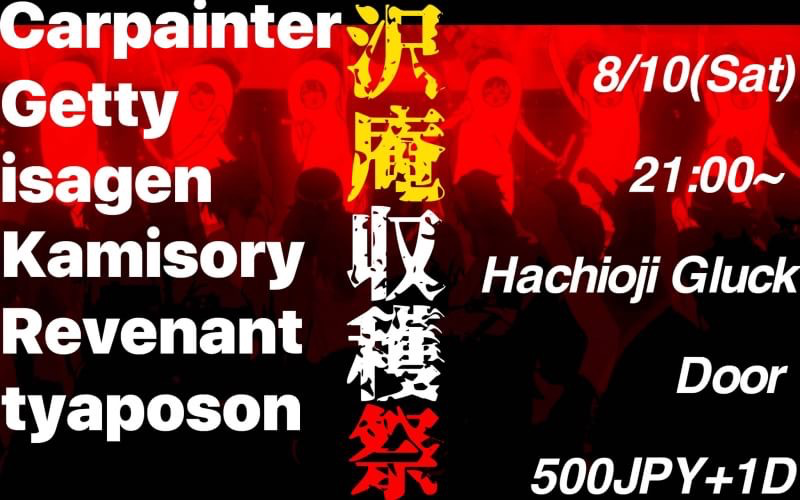 Carpainter
Getty
isagen
Kamisory
Revenant
tyaposon
沢庵収穫祭
8/10(Sat)
21:00~
Hachioji Gluck
Door
500JPY+1D